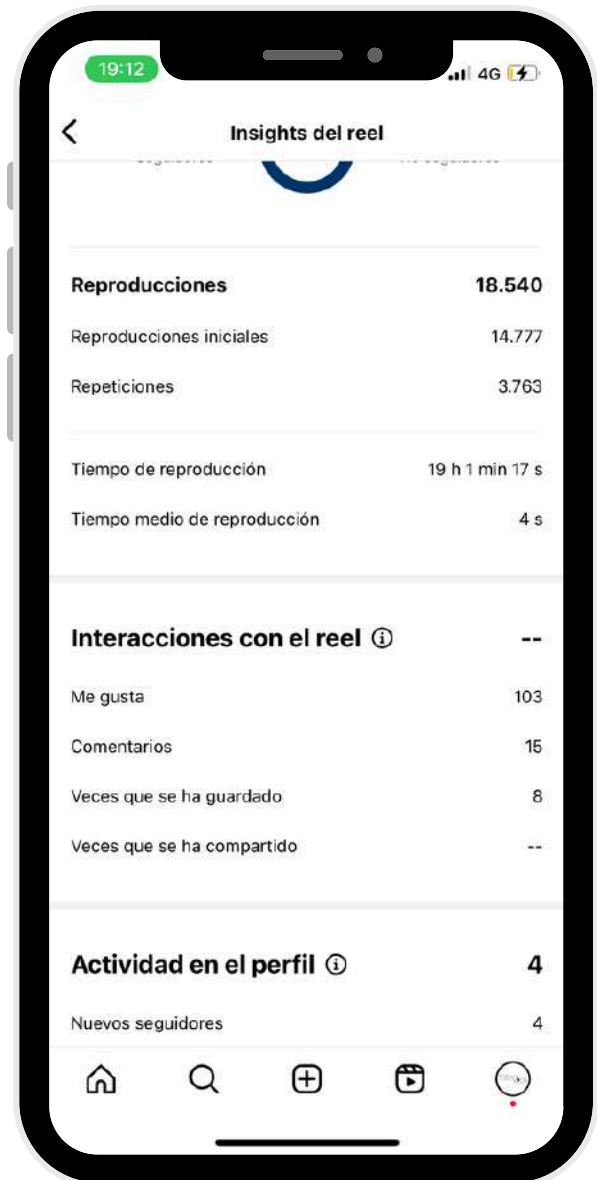 19:12
4G
Insights del reel
Reproducciones 18.540
Reproducciones iniciales 14.777
Repeticiones 3.763
Tiempo de reproducción 19 h 1 min 17 s
Tiempo medio de reproducción 4 s
Interacciones con el reel --
Me gusta 103
Comentarios 15
Veces que se ha guardado 8
Veces que se ha compartido --
Actividad en el perfil 4
Nuevos seguidores 4